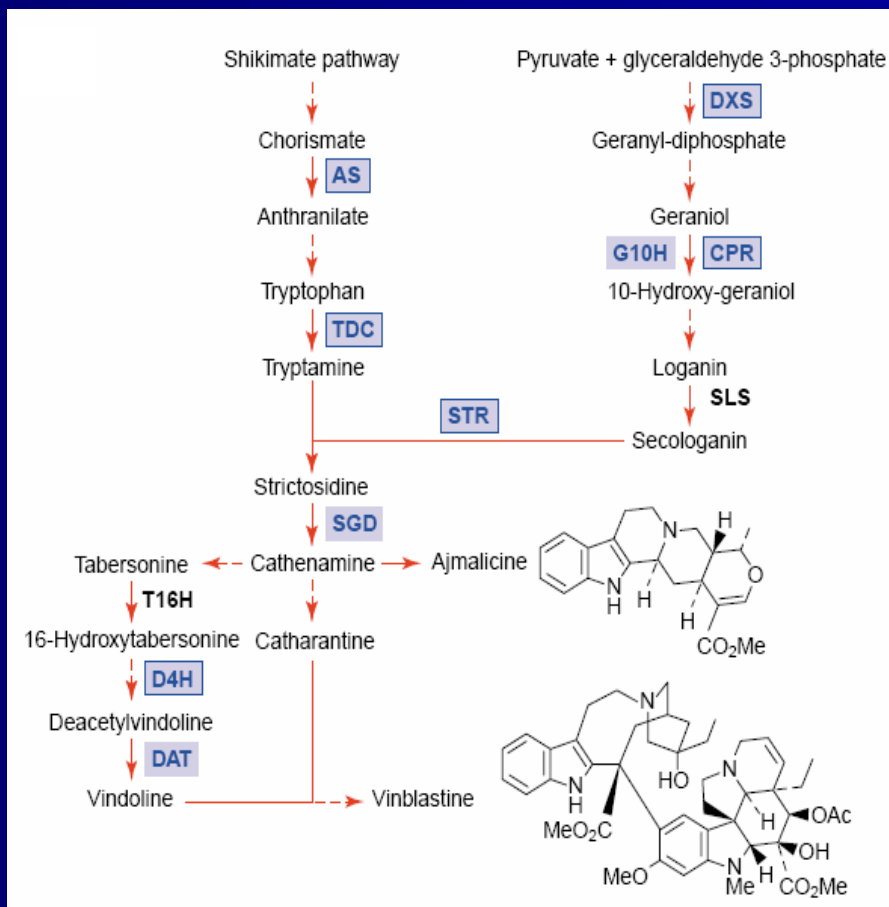 Shikimate pathway
Pyruvate + glyceraldehyde 3-phosphate
DXS
Chorismate
Geranyl-diphosphate
AS
Anthranilate
Geraniol
G10H
CPR
Tryptophan
10-Hydroxy-geraniol
TDC
Tryptamine
Loganin
SLS
STR
Secologanin
Strictosidine
SGD
Tabersonine
Cathenamine
Ajmalicine
T16H
16-Hydroxytabersonine
Catharantine
D4H
Deacetylvindoline
DAT
Vindoline
Vinblastine
N
H
O
N
H
H
H
CO2Me
N
OH
N
H
MeO2C
N
H
OAc
OH
MeO
N
Me
H
CO2Me